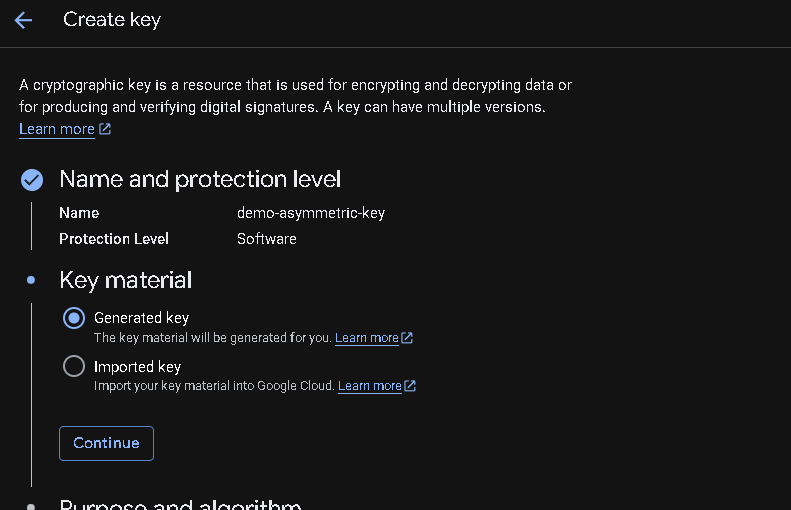 Create key
A cryptographic key is a resource that is used for encrypting and decrypting data or
for producing and verifying digital signatures. A key can have multiple versions.
Learn more
Name and protection level
Name demo-asymmetric-key
Protection Level Software
Key material
Generated key
The key material will be generated for you. Learn more
Imported key
Import your key material into Google Cloud. Learn more
Continue
Purpose and algorithm